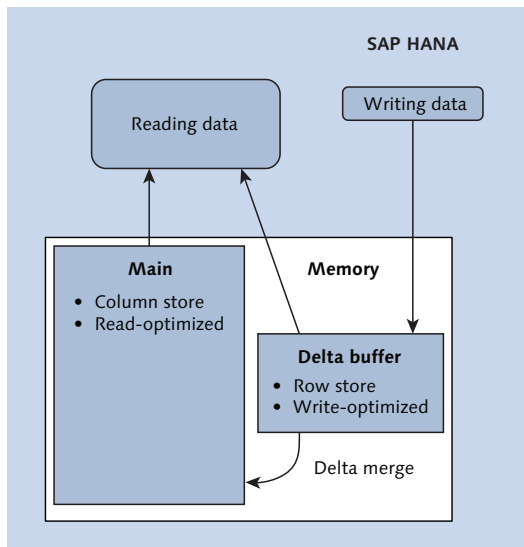 SAP HANA
Reading data
Writing data
Main
• Column store
• Read-optimized
Memory
Delta buffer
• Row store
• Write-optimized
Delta merge